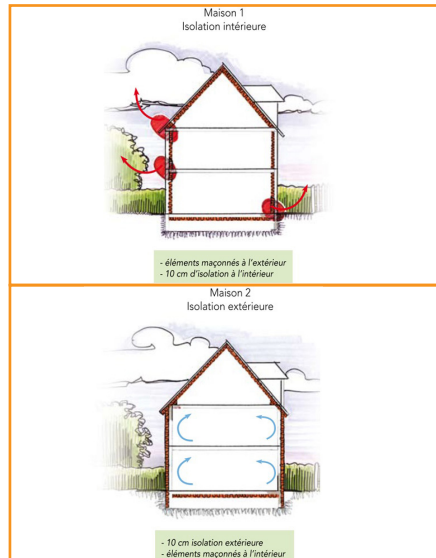 Maison 1
Isolation intérieure
- éléments maçonnés à l'extérieur
- 10 cm d'isolation à l'intérieur
Maison 2
Isolation extérieure
- 10 cm isolation extérieure
- éléments maçonnés à l'intérieur